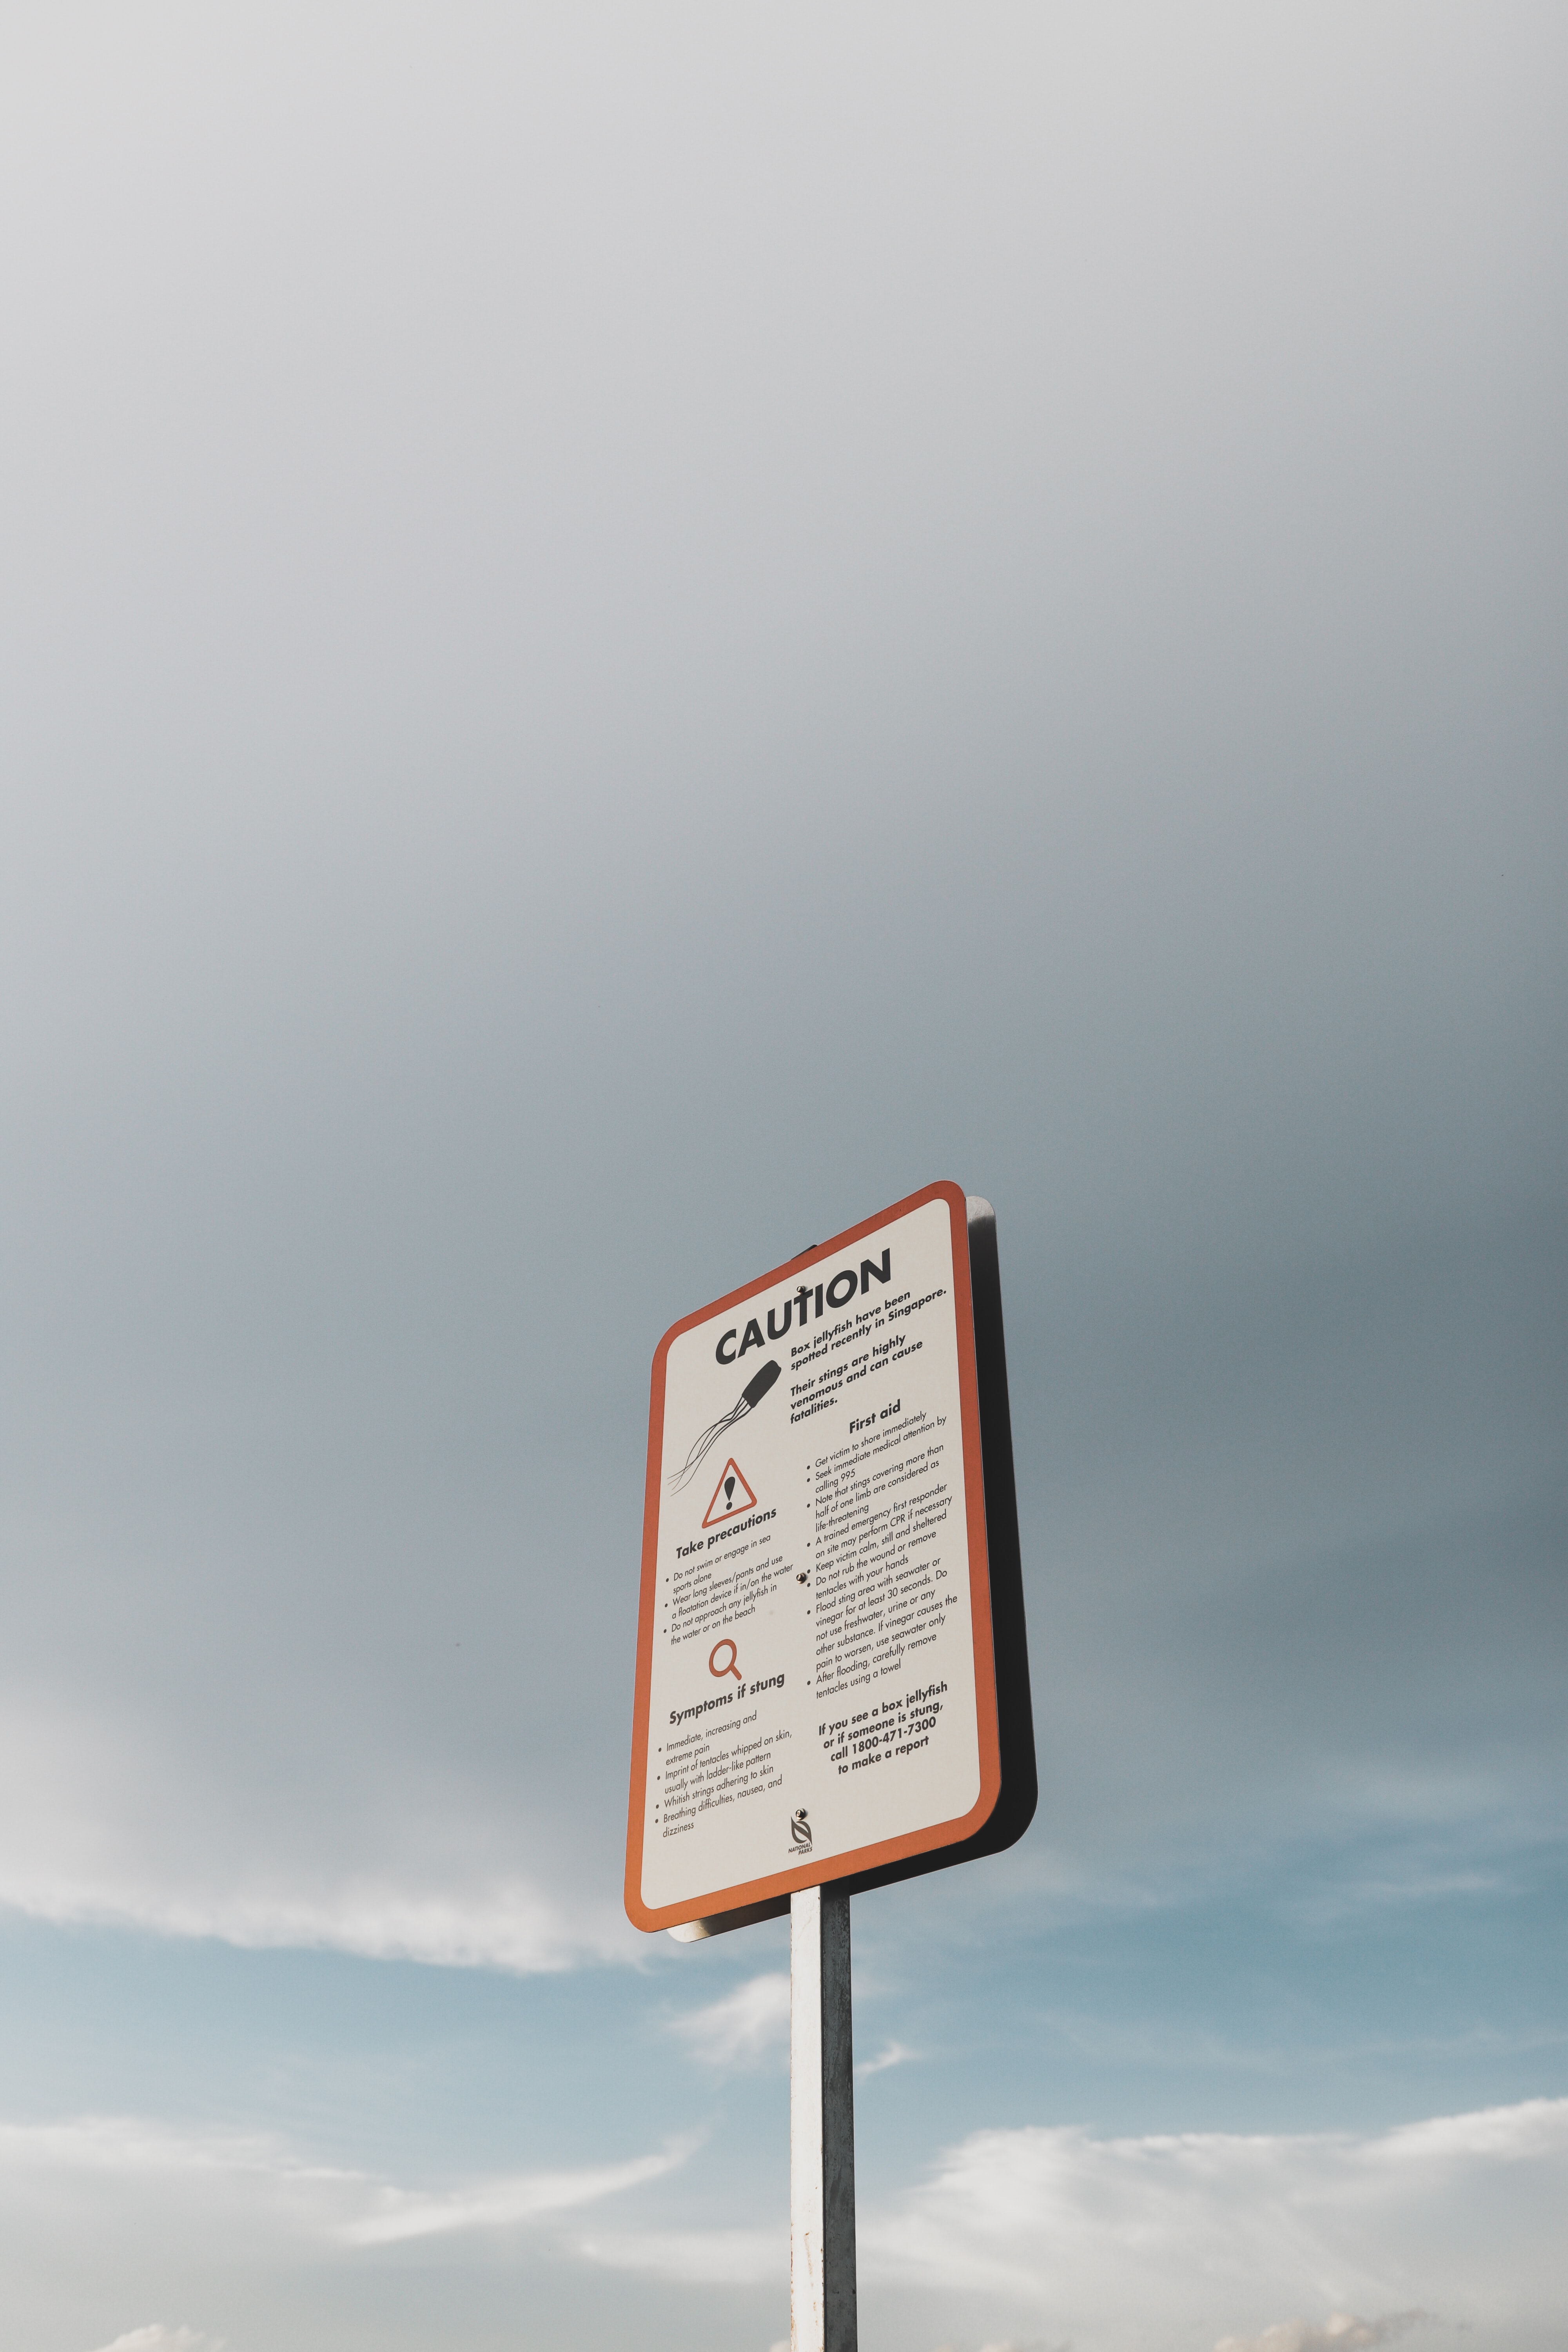 CAUTION
Box jellyfish have been
spotted recently in Singapore.
Their stings are highly
venomous and can cause
fatalities.
Take precautions
• Do not swim or engage in sea
sports alone
• Wear long sleeves/pants and use
a floatation device if in/on the water
• Do not approach any jellyfish in
the water or on the beach
Symptoms if stung
• Immediate, increasing and
extreme pain
• Imprint of tentacles whipped on skin,
usually with ladder-like pattern
• Whitish strings adhering to skin
• Breathing difficulties, nausea, and
dizziness
First aid
• Get victim to shore immediately
• Seek immediate medical attention by
calling 995
• Note that stings covering more than
half of one limb are considered as
life-threatening
• A trained emergency first responder
on site may perform CPR if necessary
• Keep victim calm, still and sheltered
• Do not rub the wound or remove
tentacles with your hands
• Flood sting area with seawater or
vinegar for at least 30 seconds. Do
not use freshwater, urine or any
other substance. If vinegar causes the
pain to worsen, use seawater only
• After flooding, carefully remove
tentacles using a towel
If you see a box jellyfish
or if someone is stung,
call 1800-471-7300
to make a report
NATIONAL
PARKS